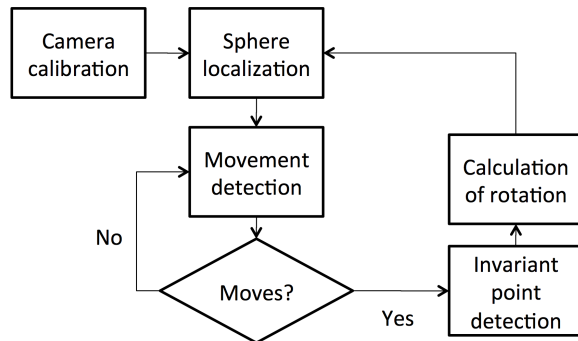 Camera
calibration
Sphere
localization
Movement
detection
Calculation
of rotation
No
Moves?
Yes
Invariant
point
detection